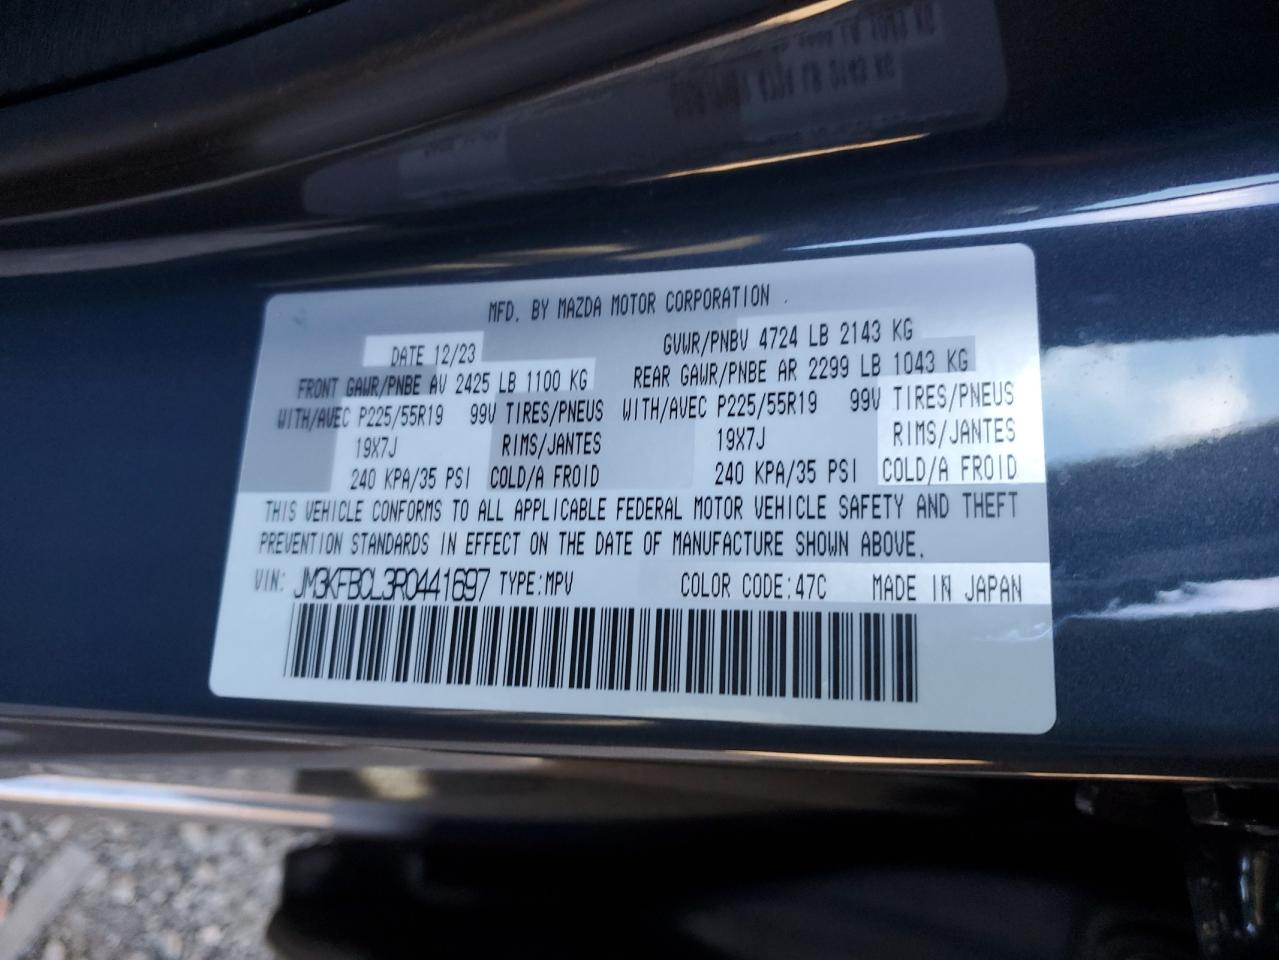 MFD. BY MAZDA MOTOR CORPORATION
DATE 12/23 GVWR/PNBV 4724 LB 2143 KG
FRONT GAWR/PNBE AV 2425 LB 1100 KG REAR GAWR/PNBE AR 2299 LB 1043 KG
WITH/AVEC P225/55R19 99V TIRES/PNEUS WITH/AVEC P225/55R19 99V TIRES/PNEUS
19X7J RIMS/JANTES 19X7J RIMS/JANTES
240 KPA/35 PSI COLD/A FROID 240 KPA/35 PSI COLD/A FROID
THIS VEHICLE CONFORMS TO ALL APPLICABLE FEDERAL MOTOR VEHICLE SAFETY AND THEFT
PREVENTION STANDARDS IN EFFECT ON THE DATE OF MANUFACTURE SHOWN ABOVE.
VIN: JM3KFBCL3R0441697 TYPE:MPV COLOR CODE:47C MADE IN JAPAN